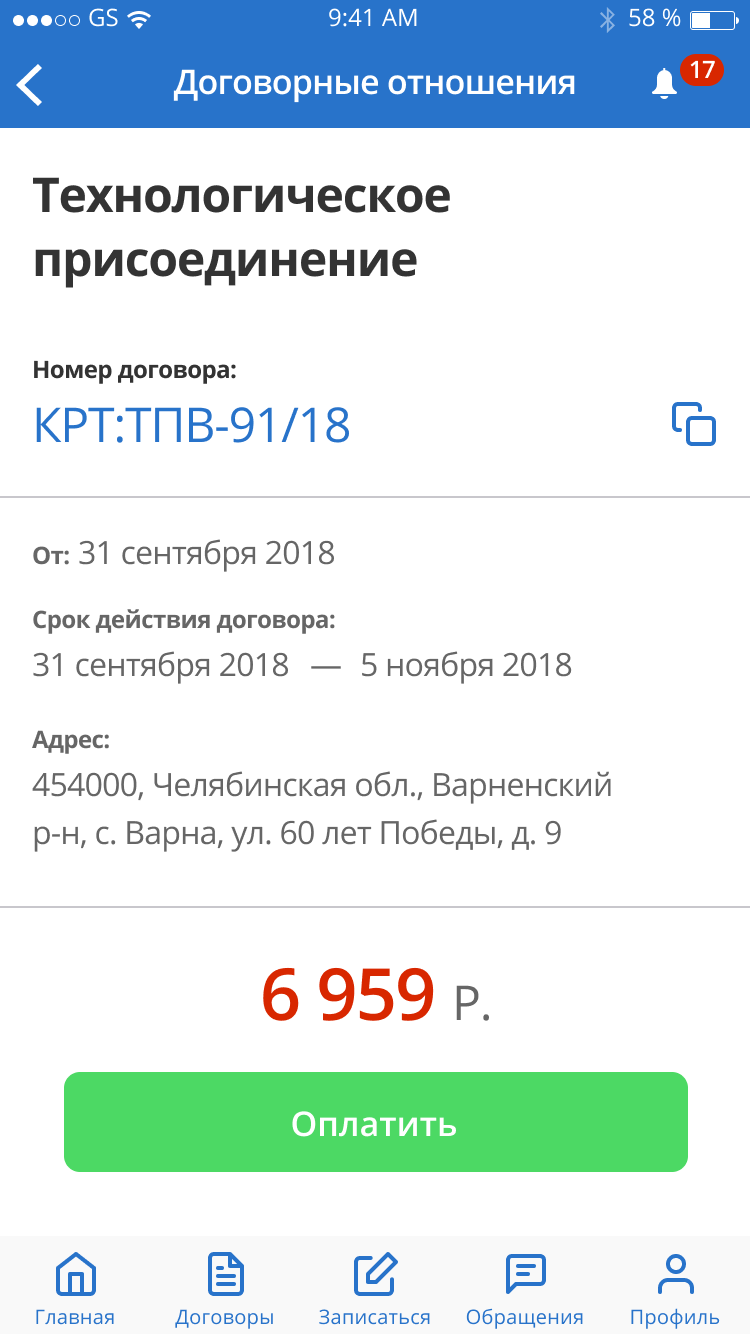 GS 9:41 AM 58 %
Договорные отношения 17
Технологическое
присоединение
Номер договора:
КРТ:ТПВ-91/18
От: 31 сентября 2018
Срок действия договора:
31 сентября 2018 — 5 ноября 2018
Адрес:
454000, Челябинская обл., Варненский
р-н, с. Варна, ул. 60 лет Победы, д. 9
6 959 Р.
Оплатить
Главная Договоры Записаться Обращения Профиль